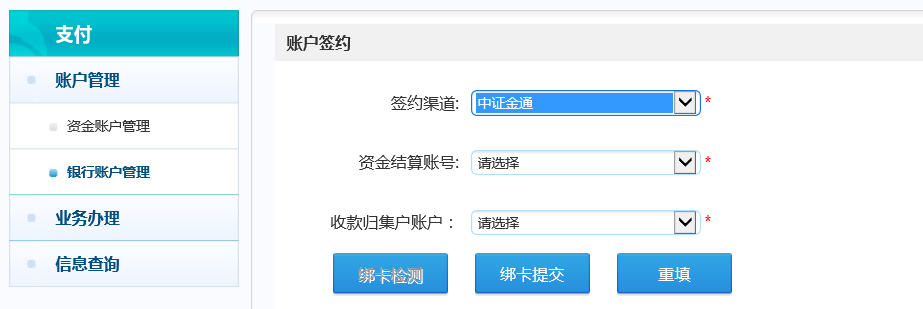 支付
账户管理
资金账户管理
银行账户管理
业务办理
信息查询
账户签约
签约渠道: 中证金通 *
资金结算账号: 请选择 *
收款归集户账户： 请选择 *
绑卡检测 绑卡提交 重填